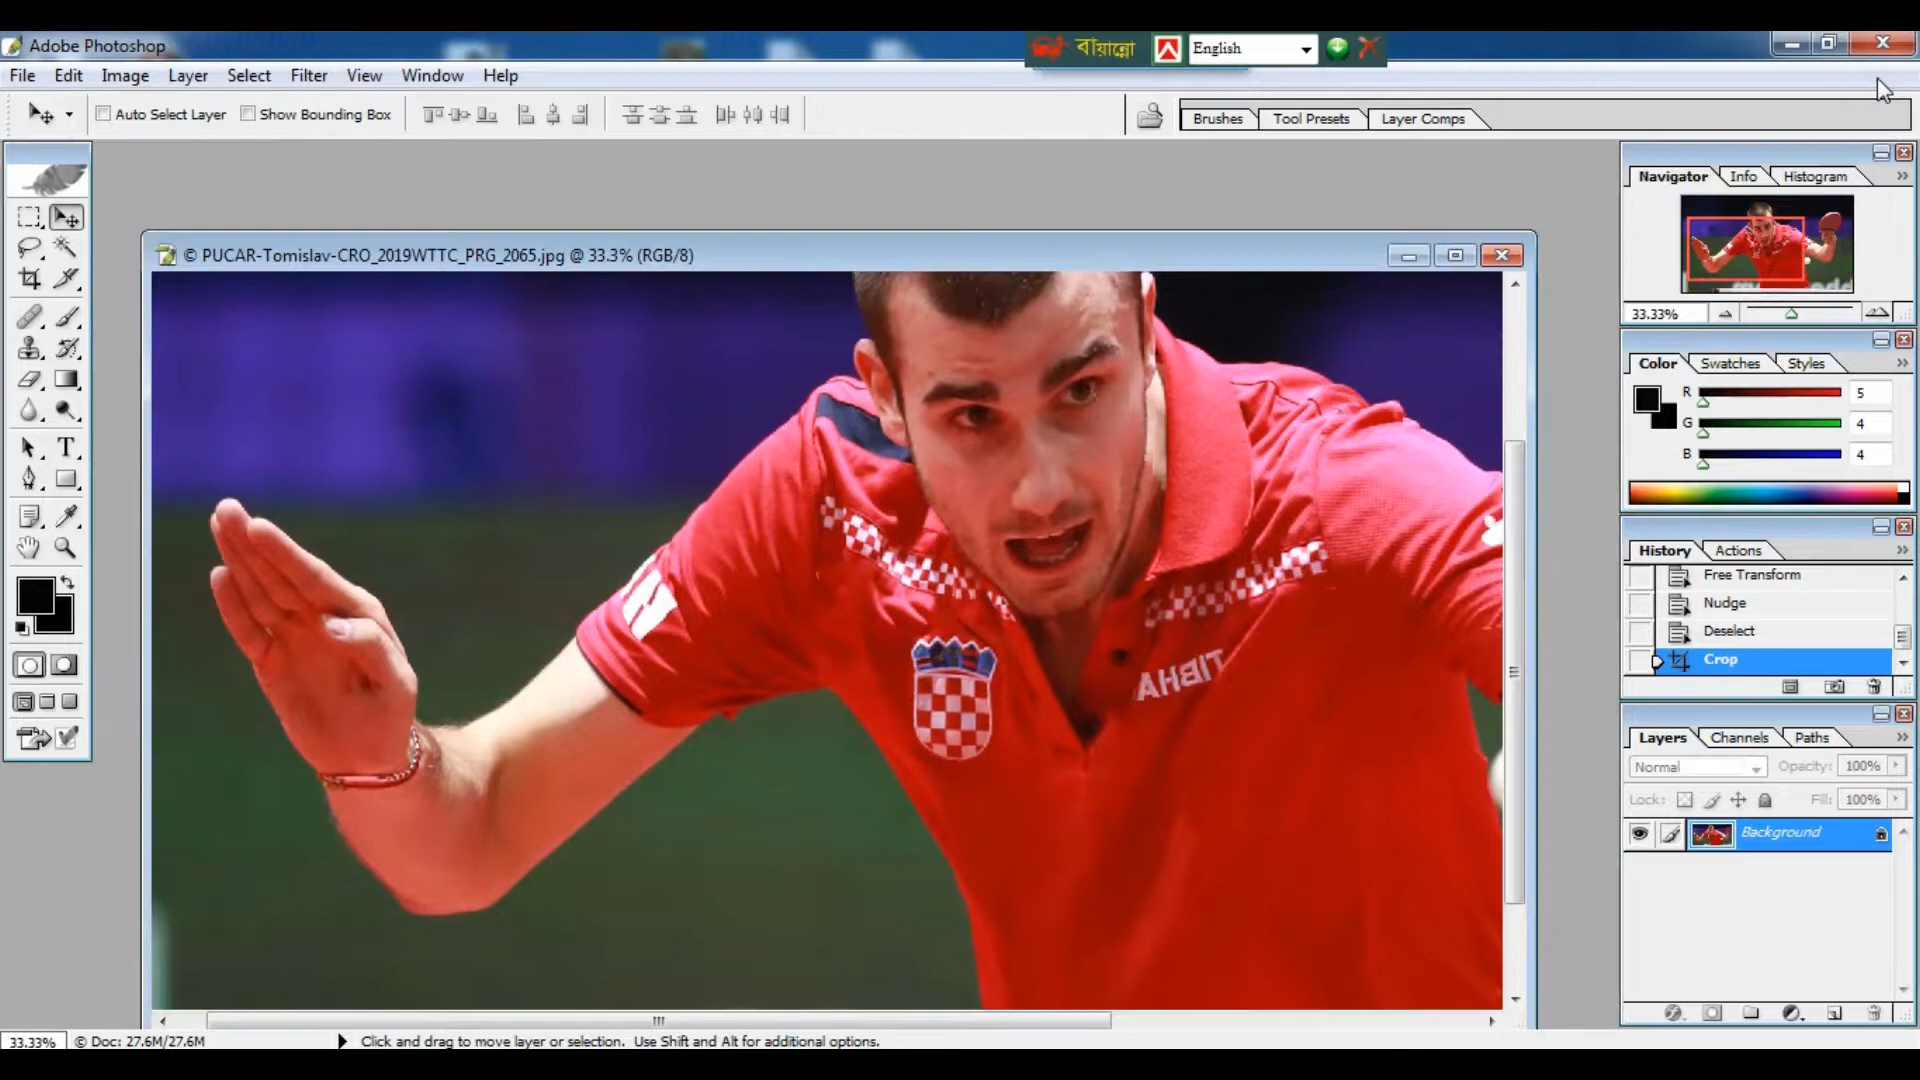 Adobe Photoshop
বায়ান্নো English
File Edit Image Layer Select Filter View Window Help
Auto Select Layer Show Bounding Box
Brushes Tool Presets Layer Comps
© PUCAR-Tomislav-CRO_2019WTTC_PRG_2065.jpg @ 33.3% (RGB/8)
TIBHA
Navigator Info Histogram
33.33%
Color Swatches Styles
R 5
G 4
B 4
History Actions
Free Transform
Nudge
Deselect
Crop
Layers Channels Paths
Normal Opacity: 100%
Lock: Fill: 100%
Background
33.33% © Doc: 27.6M/27.6M Click and drag to move layer or selection. Use Shift and Alt for additional options.